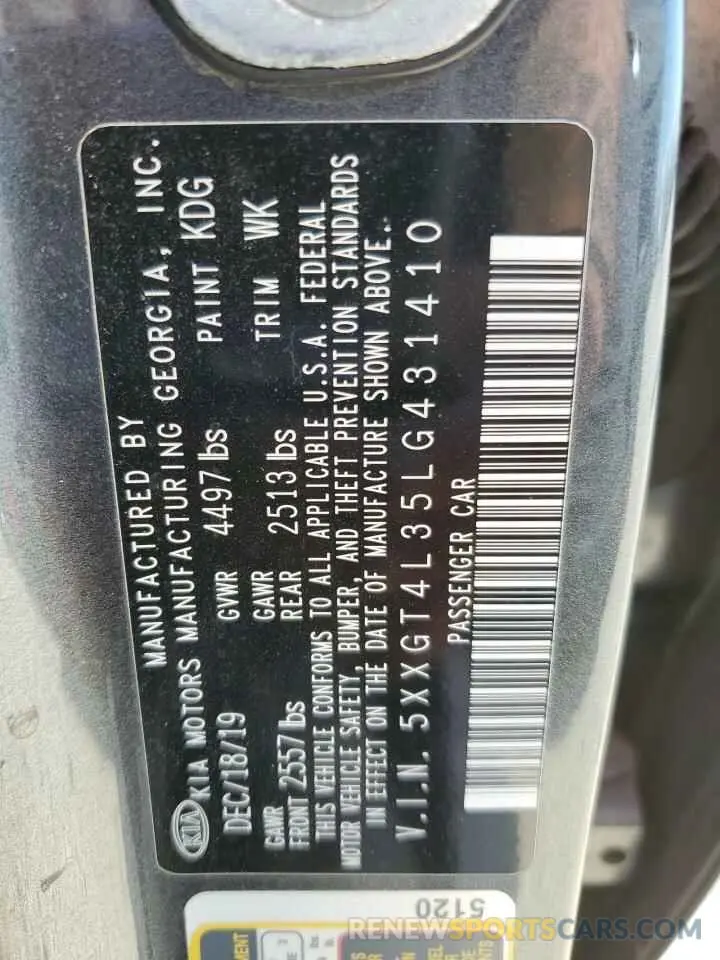 MANUFACTURED BY
KIA KIA MOTORS MANUFACTURING GEORGIA, INC.
DEC/18/19 GVWR 4497 lbs PAINT KDG
GAWR FRONT 2557 lbs GAWR REAR 2513 lbs TRIM WK
THIS VEHICLE CONFORMS TO ALL APPLICABLE U.S.A. FEDERAL
MOTOR VEHICLE SAFETY, BUMPER, AND THEFT PREVENTION STANDARDS
IN EFFECT ON THE DATE OF MANUFACTURE SHOWN ABOVE.
V.I.N. 5XXGT4L35LG431410
PASSENGER CAR
5120
RENEWSPORTSCARS.COM